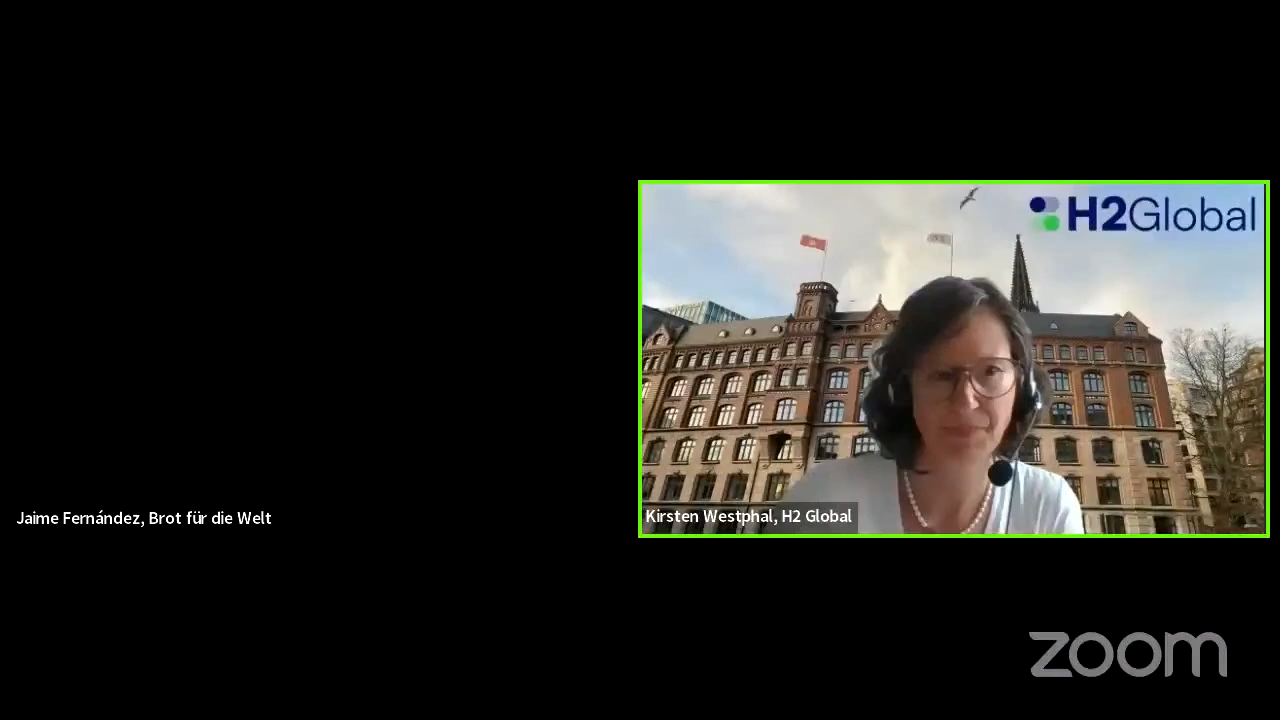 H2Global
Jaime Fernández, Brot für die Welt
Kirsten Westphal, H2 Global
zoom